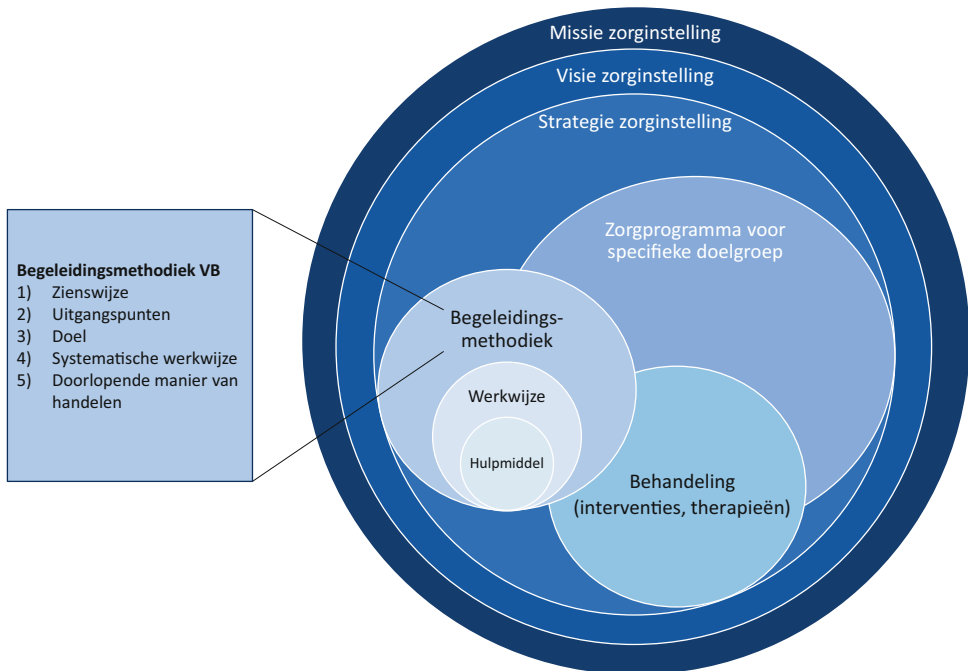 Missie zorginstelling
Visie zorginstelling
Strategie zorginstelling
Zorgprogramma voor
specifieke doelgroep
Begeleidingsmethodiek VB
1) Zienswijze
2) Uitgangspunten
3) Doel
4) Systematische werkwijze
5) Doorlopende manier van
handelen
Begeleidings-
methodiek
Werkwijze
Hulpmiddel
Behandeling
(interventies, therapieën)